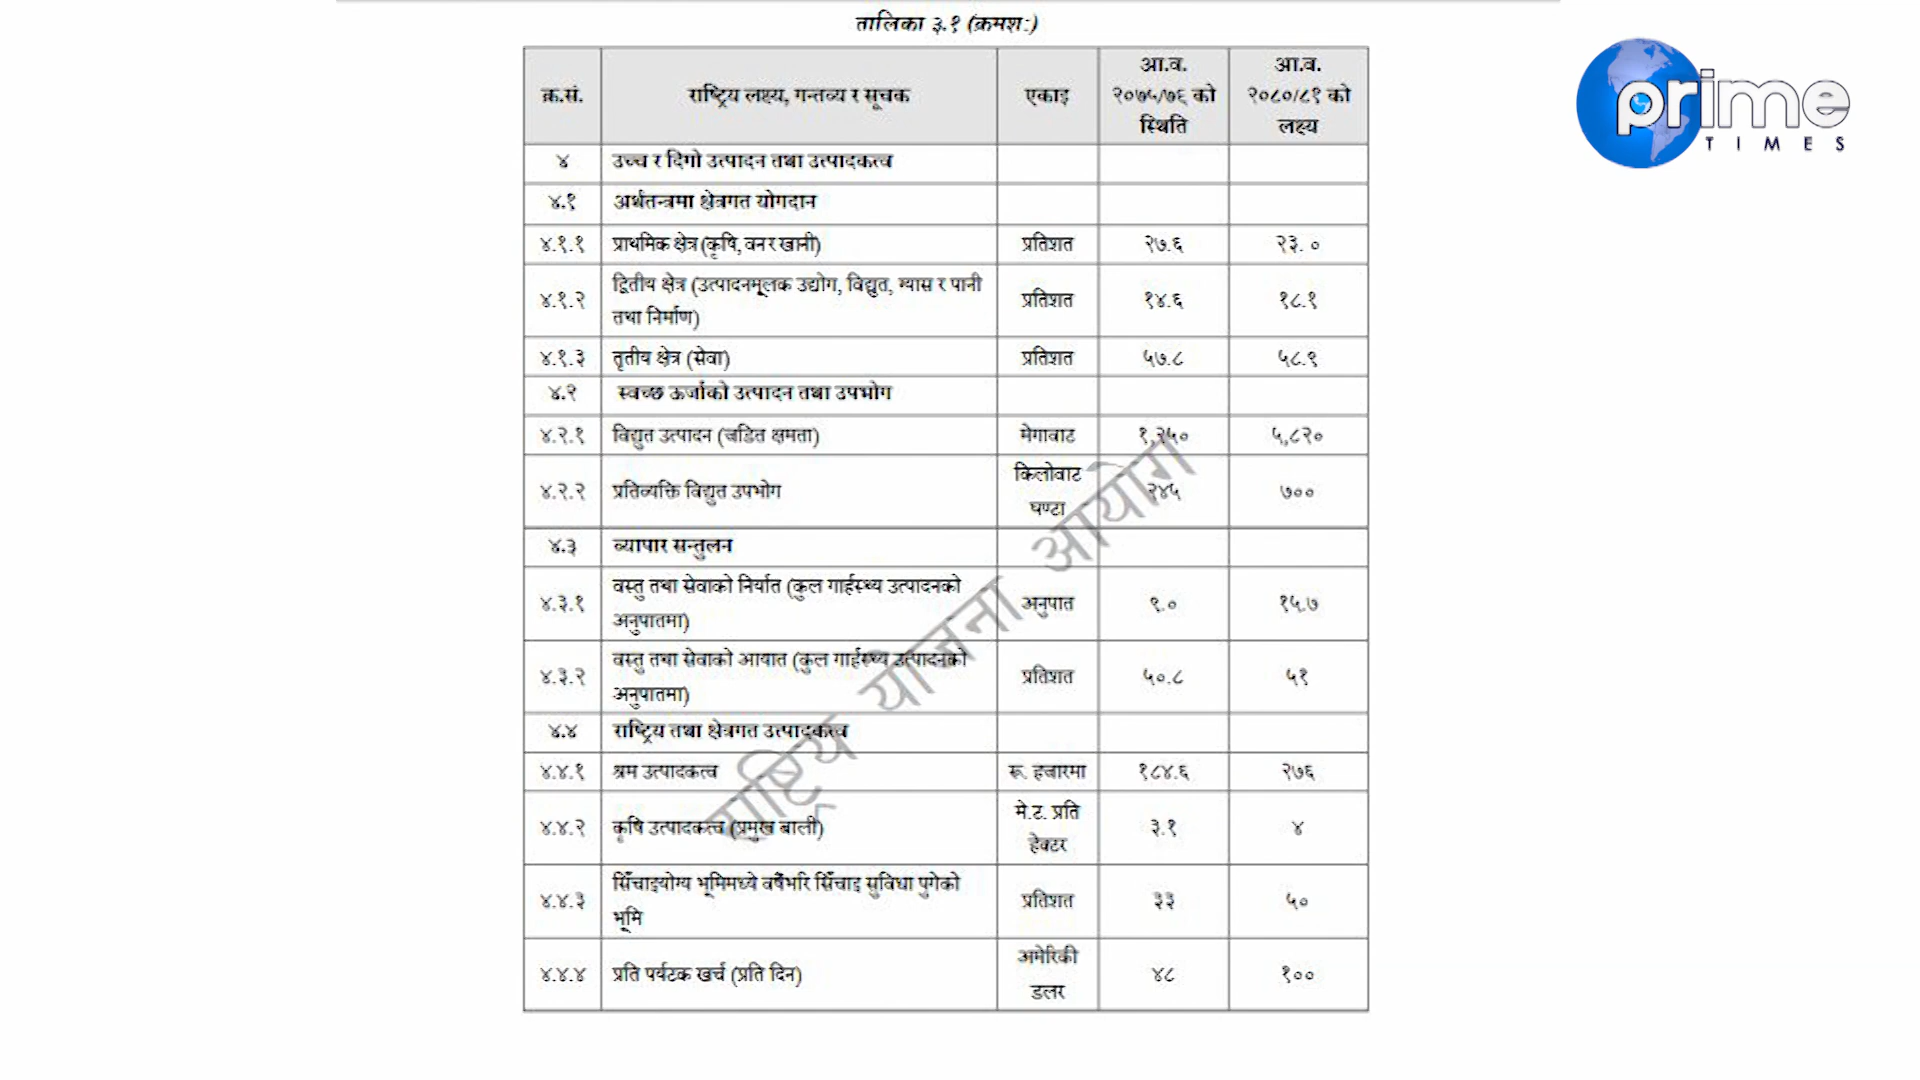 तालिका ३.१ (क्रमशः)
क्र.सं. राष्ट्रिय लक्ष्य, गन्तव्य र सूचक एकाइ आ.व. २०७५/७६ को स्थिति आ.व. २०८०/८१ को लक्ष्य
४ उच्च र दिगो उत्पादन तथा उत्पादकत्व
४.१ अर्थतन्त्रमा क्षेत्रगत योगदान
४.१.१ प्राथमिक क्षेत्र (कृषि, वन र खानी) प्रतिशत २७.६ २३. ०
४.१.२ द्वितीय क्षेत्र (उत्पादनमूलक उद्योग, विद्युत, ग्यास र पानी
तथा निर्माण) प्रतिशत १४.६ १८.१
४.१.३ तृतीय क्षेत्र (सेवा) प्रतिशत ५७.८ ५८.९
४.२ स्वच्छ ऊर्जाको उत्पादन तथा उपभोग
४.२.१ विद्युत उत्पादन (जडित क्षमता) मेगावाट १,२५० ५,८२०
४.२.२ प्रतिव्यक्ति विद्युत उपभोग किलोवाट घण्टा २४५ ७००
४.३ व्यापार सन्तुलन
४.३.१ वस्तु तथा सेवाको निर्यात (कुल गार्हस्थ्य उत्पादनको
अनुपातमा) अनुपात ९.० १५.७
४.३.२ वस्तु तथा सेवाको आयात (कुल गार्हस्थ्य उत्पादनको
अनुपातमा) प्रतिशत ५०.८ ५१
४.४ राष्ट्रिय तथा क्षेत्रगत उत्पादकत्व
४.४.१ श्रम उत्पादकत्व रू. हजारमा १८४.६ २७६
४.४.२ कृषि उत्पादकत्व (प्रमुख बाली) मे.ट. प्रति हेक्टर ३.१ ४
४.४.३ सिँचाइयोग्य भूमिमध्ये वर्षैभरि सिँचाइ सुविधा पुगेको
भूमि प्रतिशत ३३ ५०
४.४.४ प्रति पर्यटक खर्च (प्रति दिन) अमेरिकी डलर ४८ १००
राष्ट्रिय योजना आयोग
prime
TIMES